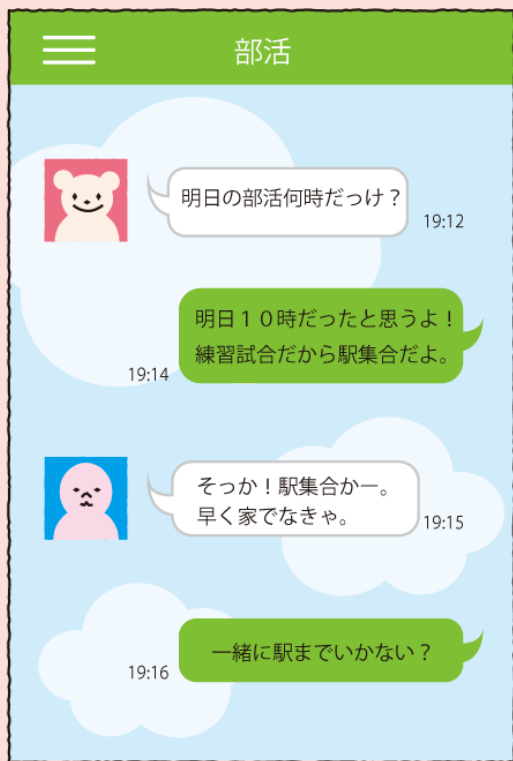 部活
明日の部活何時だっけ？
19:12
明日１０時だったと思うよ！
練習試合だから駅集合だよ。
19:14
そっか！駅集合かー。
早く家でなきゃ。
19:15
一緒に駅までいかない？
19:16